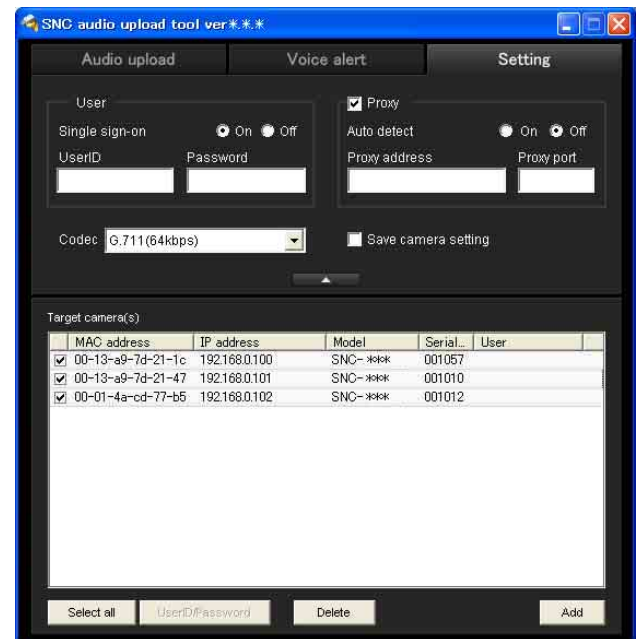 SNC audio upload tool ver*.*.*
Audio upload Voice alert Setting
User Proxy
Single sign-on On Off Auto detect On Off
UserID Password Proxy address Proxy port
Codec G.711(64kbps) Save camera setting
Target camera(s)
MAC address IP address Model Serial... User
00-13-a9-7d-21-1c 192.168.0.100 SNC-*** 001057
00-13-a9-7d-21-47 192.168.0.101 SNC-*** 001010
00-01-4a-cd-77-b5 192.168.0.102 SNC-*** 001012
Select all UserID/Password Delete Add